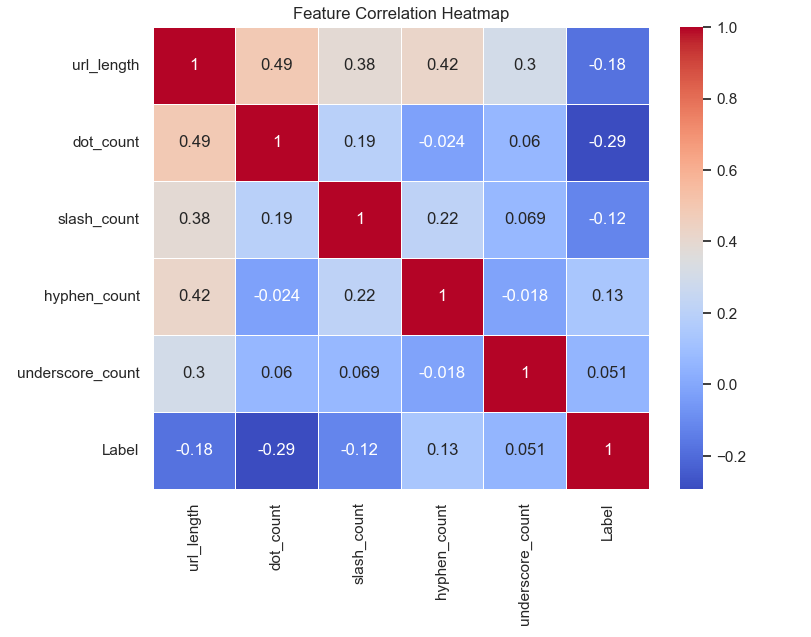 Feature Correlation Heatmap
url_length 1 0.49 0.38 0.42 0.3 -0.18
dot_count 0.49 1 0.19 -0.024 0.06 -0.29
slash_count 0.38 0.19 1 0.22 0.069 -0.12
hyphen_count 0.42 -0.024 0.22 1 -0.018 0.13
underscore_count 0.3 0.06 0.069 -0.018 1 0.051
Label -0.18 -0.29 -0.12 0.13 0.051 1
url_length
dot_count
slash_count
hyphen_count
underscore_count
Label
1.0
0.8
0.6
0.4
0.2
0.0
−0.2